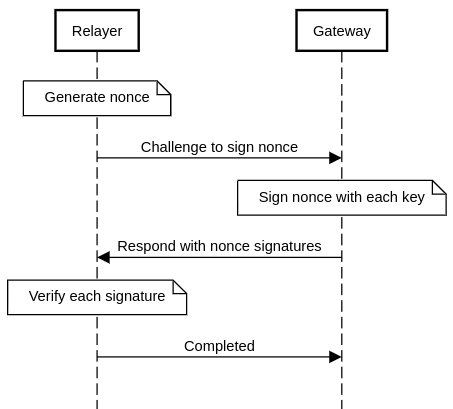 Relayer
Gateway
Generate nonce
Challenge to sign nonce
Sign nonce with each key
Respond with nonce signatures
Verify each signature
Completed